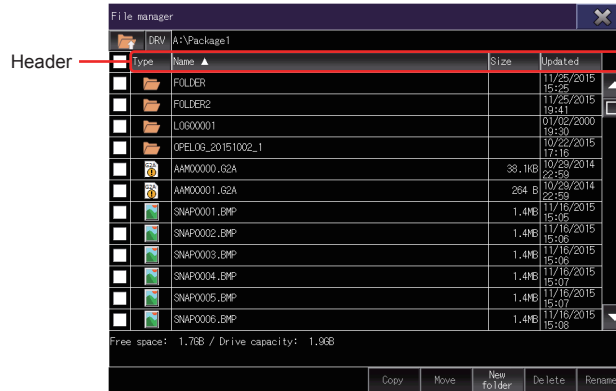 File manager
DRV A:\Package1
Header
Type Name ▲ Size Updated
FOLDER 11/25/2015 15:25
FOLDER2 11/25/2015 19:41
LOG00001 01/02/2000 19:30
OPELOG_20151002_1 10/22/2015 17:16
G2A AAM00000.G2A 38.1KB 10/29/2014 22:59
G2A AAM00001.G2A 264 B 10/29/2014 22:59
SNAP0001.BMP 1.4MB 11/16/2015 15:05
SNAP0002.BMP 1.4MB 11/16/2015 15:06
SNAP0003.BMP 1.4MB 11/16/2015 15:06
SNAP0004.BMP 1.4MB 11/16/2015 15:07
SNAP0005.BMP 1.4MB 11/16/2015 15:07
SNAP0006.BMP 1.4MB 11/16/2015 15:08
Free space: 1.7GB / Drive capacity: 1.9GB
Copy Move New folder Delete Rename